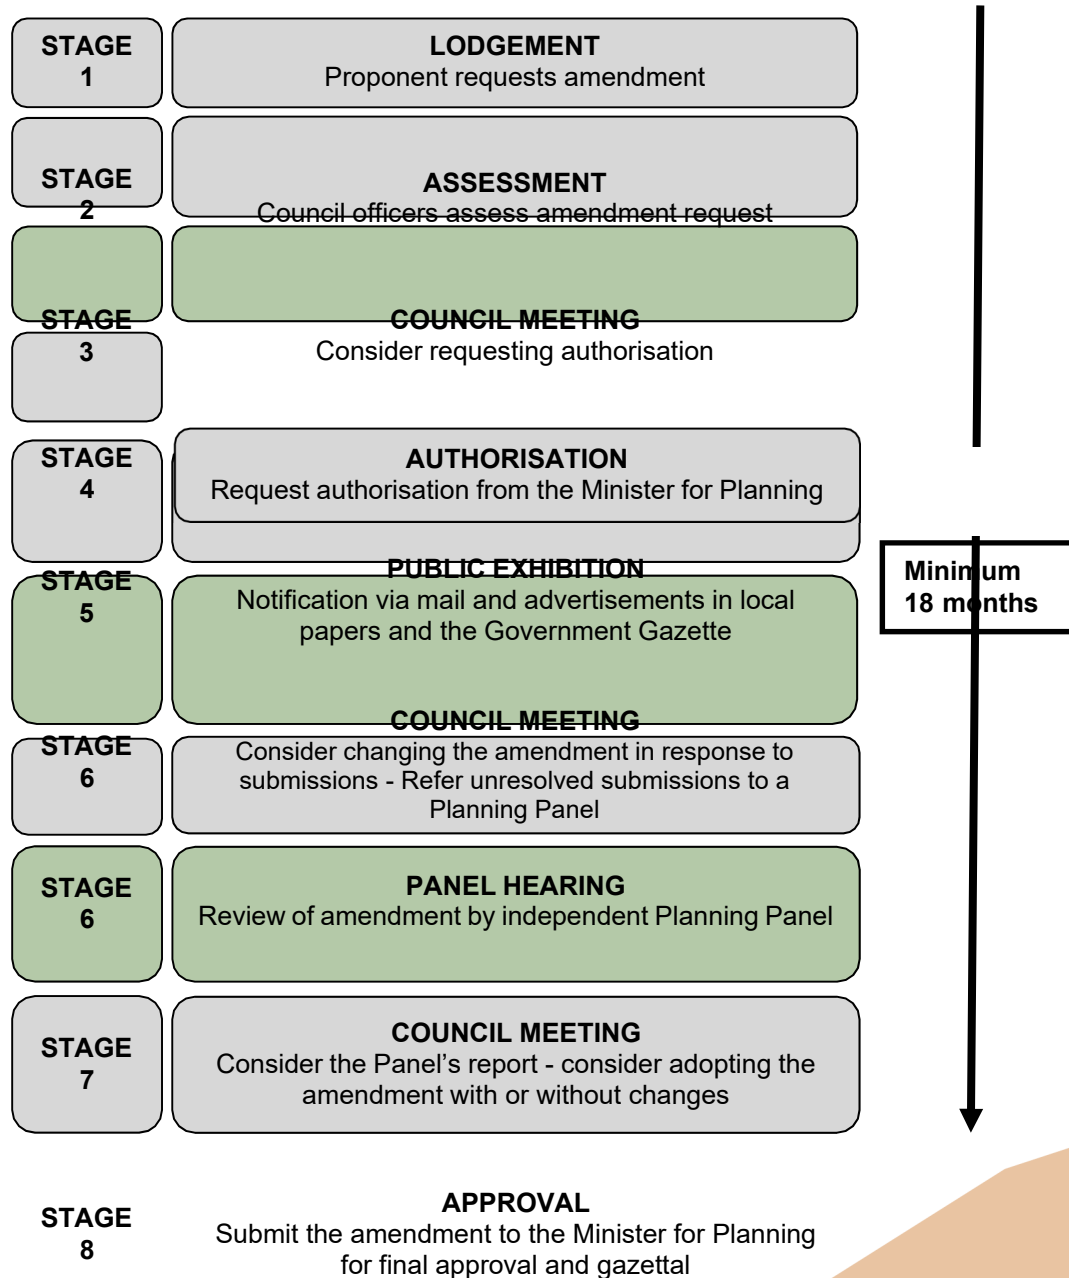 STAGE
1
LODGEMENT
Proponent requests amendment
STAGE
2
ASSESSMENT
Council officers assess amendment request
STAGE
3
COUNCIL MEETING
Consider requesting authorisation
STAGE
4
AUTHORISATION
Request authorisation from the Minister for Planning
STAGE
5
PUBLIC EXHIBITION
Notification via mail and advertisements in local
papers and the Government Gazette
Minimum
18 months
STAGE
6
COUNCIL MEETING
Consider changing the amendment in response to
submissions - Refer unresolved submissions to a
Planning Panel
STAGE
6
PANEL HEARING
Review of amendment by independent Planning Panel
STAGE
7
COUNCIL MEETING
Consider the Panel’s report - consider adopting the
amendment with or without changes
STAGE
8
APPROVAL
Submit the amendment to the Minister for Planning
for final approval and gazettal